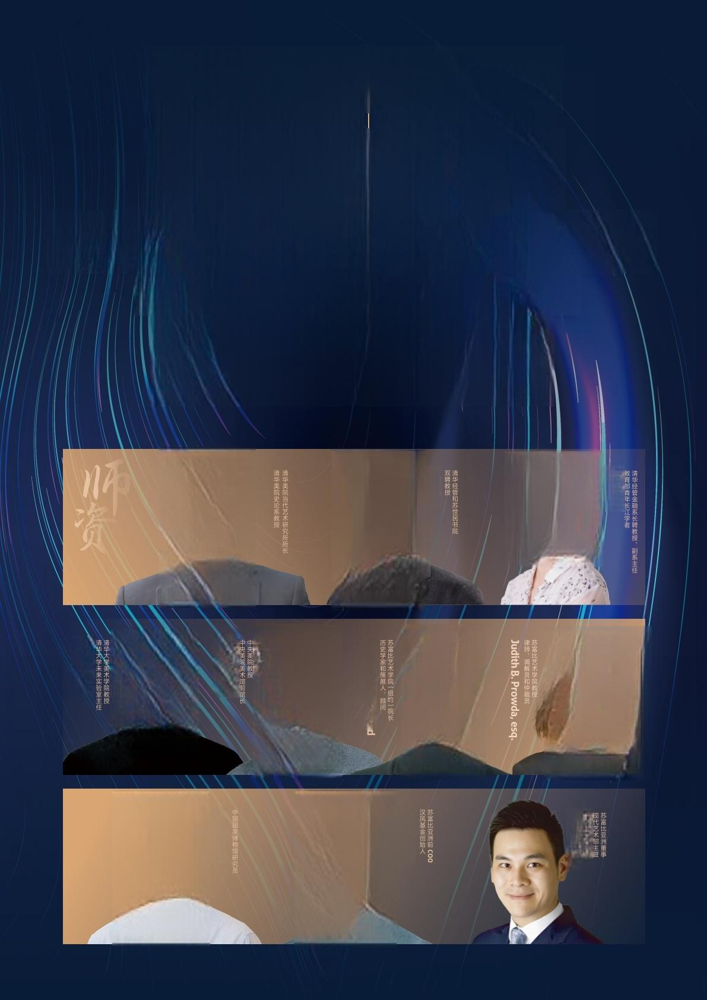 师资
清华美院当代艺术研究所所长
清华美院史论系教授
清华经管和苏世民书院
双聘教授
清华经管金融系长聘教授、副系主任
教育部青年长江学者
清华大学美术学院教授
清华大学未来实验室主任
中央美院教授
中央美院美术馆前馆长
苏富比艺术学院（纽约）院长
历史学家和策展人、顾问
d
苏富比艺术学院教授
律师、调解员和仲裁员
Judith B. Prowda, esq.
中国国家博物馆研究员
苏富比亚洲前 COO
汉风基金创始人
苏富比亚洲董事
现代艺术部主管